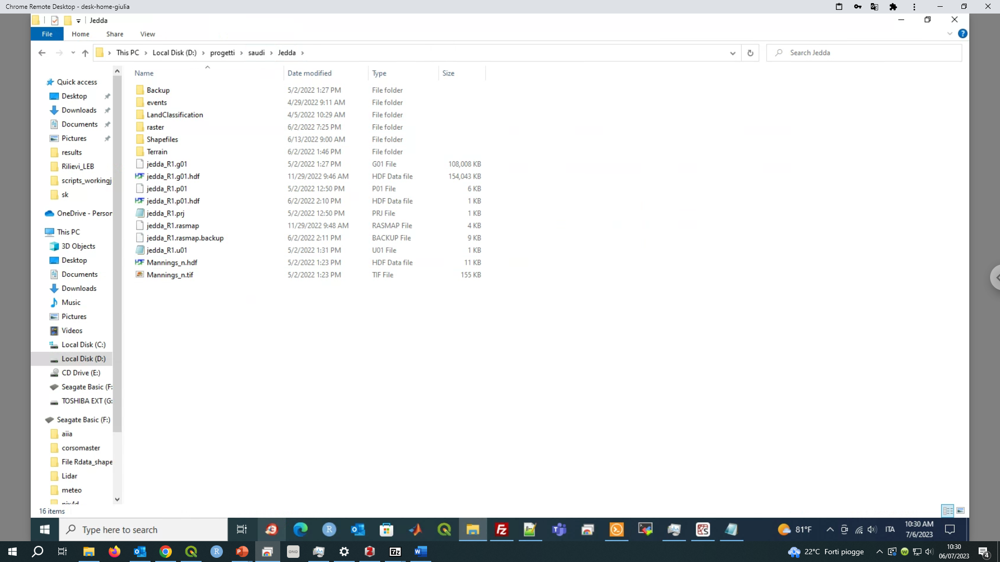 Chrome Remote Desktop - desk-home-giulia
Jedda
File Home Share View
This PC Local Disk (D:) progetti saudi Jedda
Search Jedda
Name Date modified Type Size
Quick access
Desktop
Downloads
Documents
Pictures
results
Rilievi_LEB
scripts_workingj
sk
OneDrive - Person
This PC
3D Objects
Desktop
Documents
Downloads
Music
Pictures
Videos
Local Disk (C:)
Local Disk (D:)
CD Drive (E:)
Seagate Basic (F:
TOSHIBA EXT (G:
Seagate Basic (F:)
aiia
corsomaster
File Rdata_shape
Lidar
meteo
pix4d
Backup 5/2/2022 1:27 PM File folder
events 4/29/2022 9:11 AM File folder
LandClassification 4/5/2022 10:29 AM File folder
raster 6/2/2022 7:25 PM File folder
Shapefiles 6/13/2022 9:00 AM File folder
Terrain 6/2/2022 1:46 PM File folder
jedda_R1.g01 5/2/2022 1:27 PM G01 File 108,008 KB
jedda_R1.g01.hdf 11/29/2022 9:46 AM HDF Data file 154,043 KB
jedda_R1.p01 5/2/2022 12:50 PM P01 File 6 KB
jedda_R1.p01.hdf 6/2/2022 2:10 PM HDF Data file 1 KB
jedda_R1.prj 5/2/2022 12:50 PM PRJ File 1 KB
jedda_R1.rasmap 11/29/2022 9:48 AM RASMAP File 4 KB
jedda_R1.rasmap.backup 6/2/2022 2:11 PM BACKUP File 9 KB
jedda_R1.u01 5/2/2022 1:31 PM U01 File 1 KB
Mannings_n.hdf 5/2/2022 1:23 PM HDF Data file 11 KB
Mannings_n.tif 5/2/2022 1:23 PM TIF File 155 KB
16 items
Type here to search
81°F
ITA
10:30 AM
7/6/2023
22°C Forti piogge
10:30
06/07/2023
4